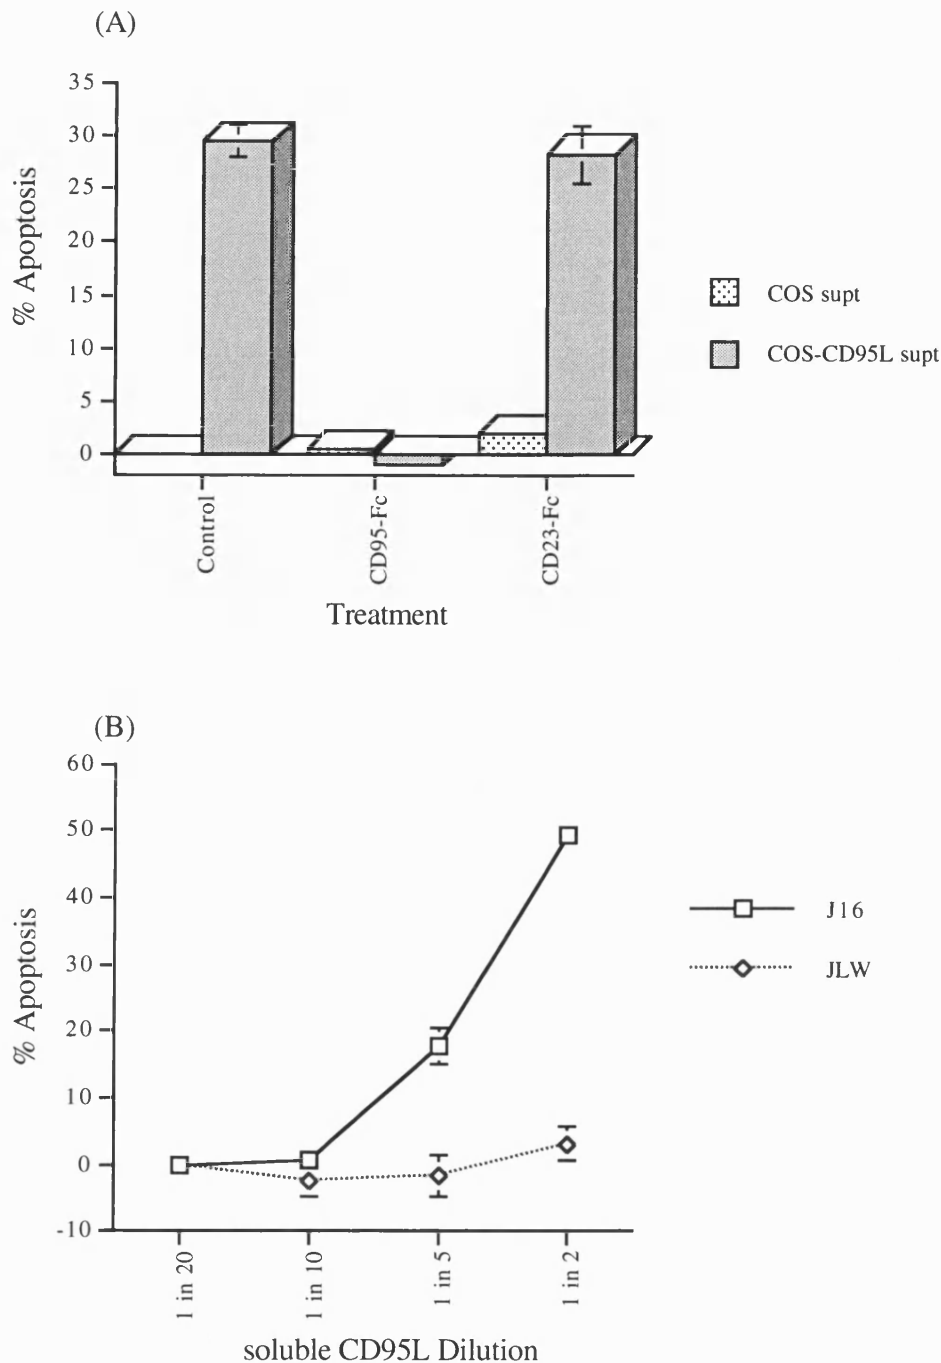 (A)
35
30
25
20
15
10
5
0
% Apoptosis
Control
CD95-Fc
CD23-Fc
Treatment
COS supt
COS-CD95L supt
(B)
60
50
40
30
20
10
0
-10
% Apoptosis
1 in 20
1 in 10
1 in 5
1 in 2
soluble CD95L Dilution
J16
JLW